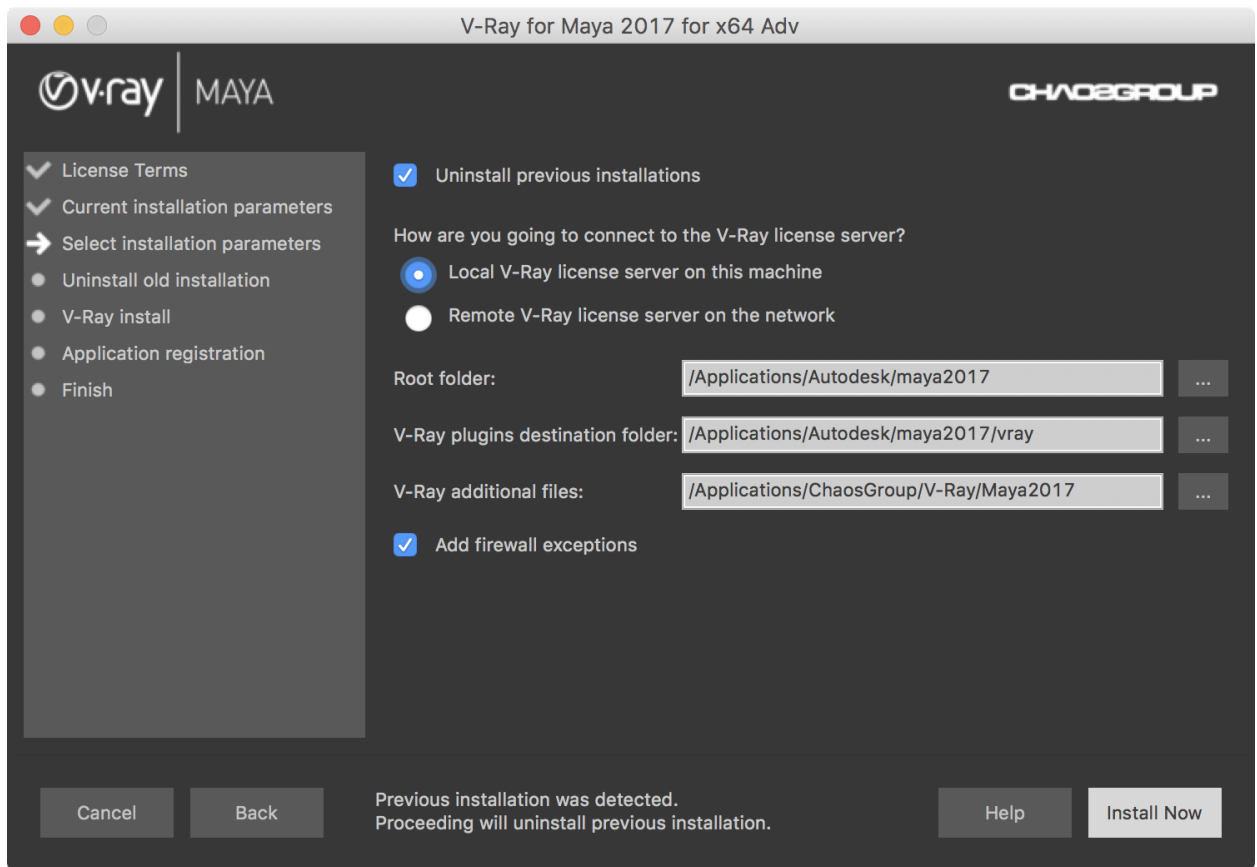 V-Ray for Maya 2017 for x64 Adv
v·ray | MAYA
CHAOSGROUP
License Terms
Current installation parameters
Select installation parameters
Uninstall old installation
V-Ray install
Application registration
Finish
Uninstall previous installations
How are you going to connect to the V-Ray license server?
Local V-Ray license server on this machine
Remote V-Ray license server on the network
Root folder: /Applications/Autodesk/maya2017 ...
V-Ray plugins destination folder: /Applications/Autodesk/maya2017/vray ...
V-Ray additional files: /Applications/ChaosGroup/V-Ray/Maya2017 ...
Add firewall exceptions
Cancel
Back
Previous installation was detected.
Proceeding will uninstall previous installation.
Help
Install Now